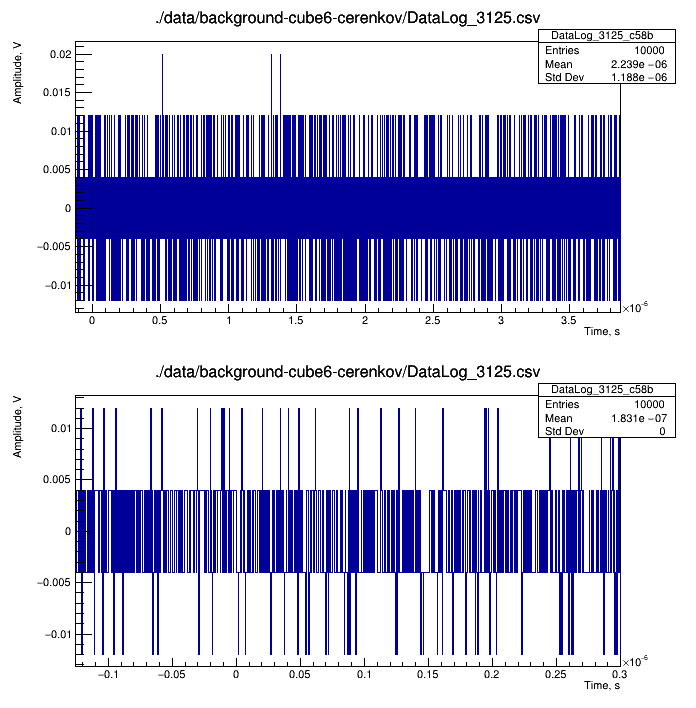 ./data/background-cube6-cerenkov/DataLog_3125.csv
DataLog_3125_c58b
Entries 10000
Mean 2.239e −06
Std Dev 1.188e −06
Amplitude, V
0.02
0.015
0.01
0.005
0
−0.005
−0.01
0 0.5 1 1.5 2 2.5 3 3.5
×10⁻⁶
Time, s
./data/background-cube6-cerenkov/DataLog_3125.csv
DataLog_3125_c58b
Entries 10000
Mean 1.831e −07
Std Dev 0
Amplitude, V
0.01
0.005
0
−0.005
−0.01
−0.1 −0.05 0 0.05 0.1 0.15 0.2 0.25 0.3
×10⁻⁶
Time, s